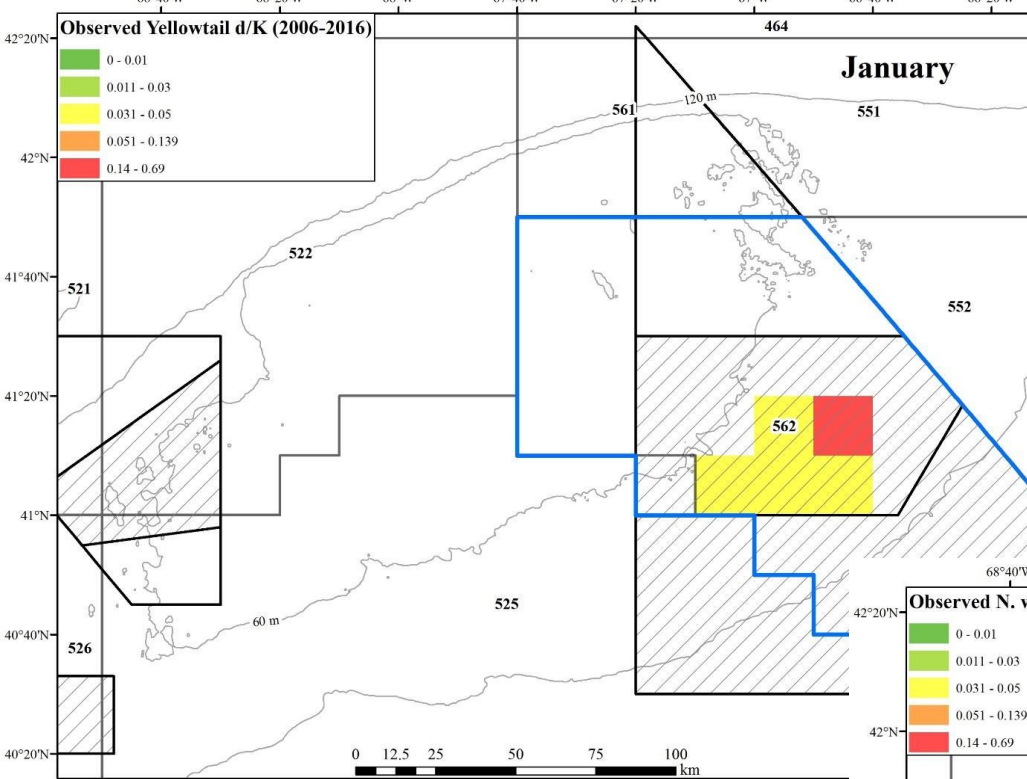 Observed Yellowtail d/K (2006-2016)
0 - 0.01
0.011 - 0.03
0.031 - 0.05
0.051 - 0.139
0.14 - 0.69
January
464
561
120 m
551
522
521
552
562
525
526
60 m
42°20'N
42°N
41°40'N
41°20'N
41°N
40°40'N
40°20'N
0 12.5 25 50 75 100
km
68°40'W
42°20'N
42°N
Observed N.
0 - 0.01
0.011 - 0.03
0.031 - 0.05
0.051 - 0.139
0.14 - 0.69